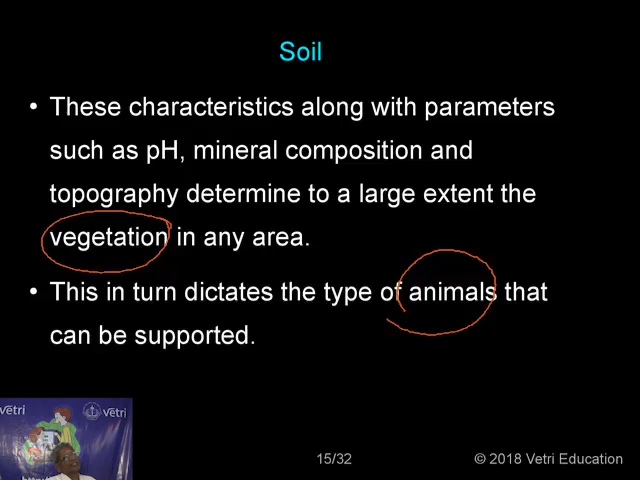 Soil
• These characteristics along with parameters
such as pH, mineral composition and
topography determine to a large extent the
vegetation in any area.
• This in turn dictates the type of animals that
can be supported.
Vetri
Vetri
15/32
© 2018 Vetri Education